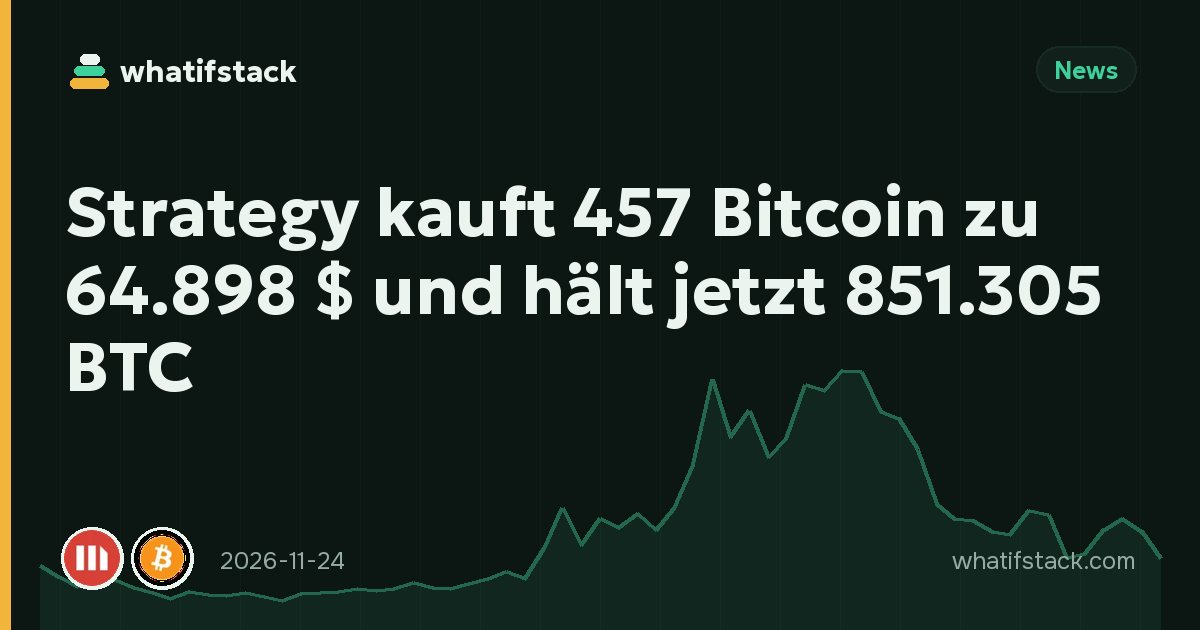 whatifstack
News
Strategy kauft 457 Bitcoin zu
64.898 $ und hält jetzt 851.305
BTC
2026-11-24
whatifstack.com